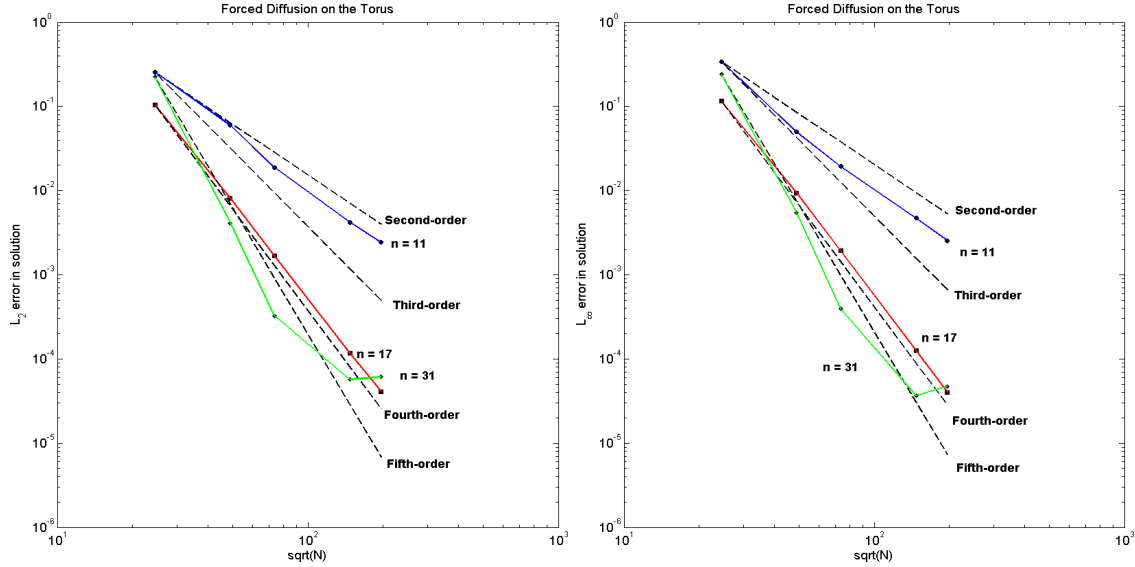 Forced Diffusion on the Torus
10^0
10^-1
10^-2
10^-3
10^-4
10^-5
10^-6
L_2 error in solution
Second-order
n = 11
Third-order
n = 17
n = 31
Fourth-order
Fifth-order
10^1
10^2
10^3
sqrt(N)
Forced Diffusion on the Torus
10^0
10^-1
10^-2
10^-3
10^-4
10^-5
10^-6
L_∞ error in solution
Second-order
n = 11
Third-order
n = 17
n = 31
Fourth-order
Fifth-order
10^1
10^2
10^3
sqrt(N)